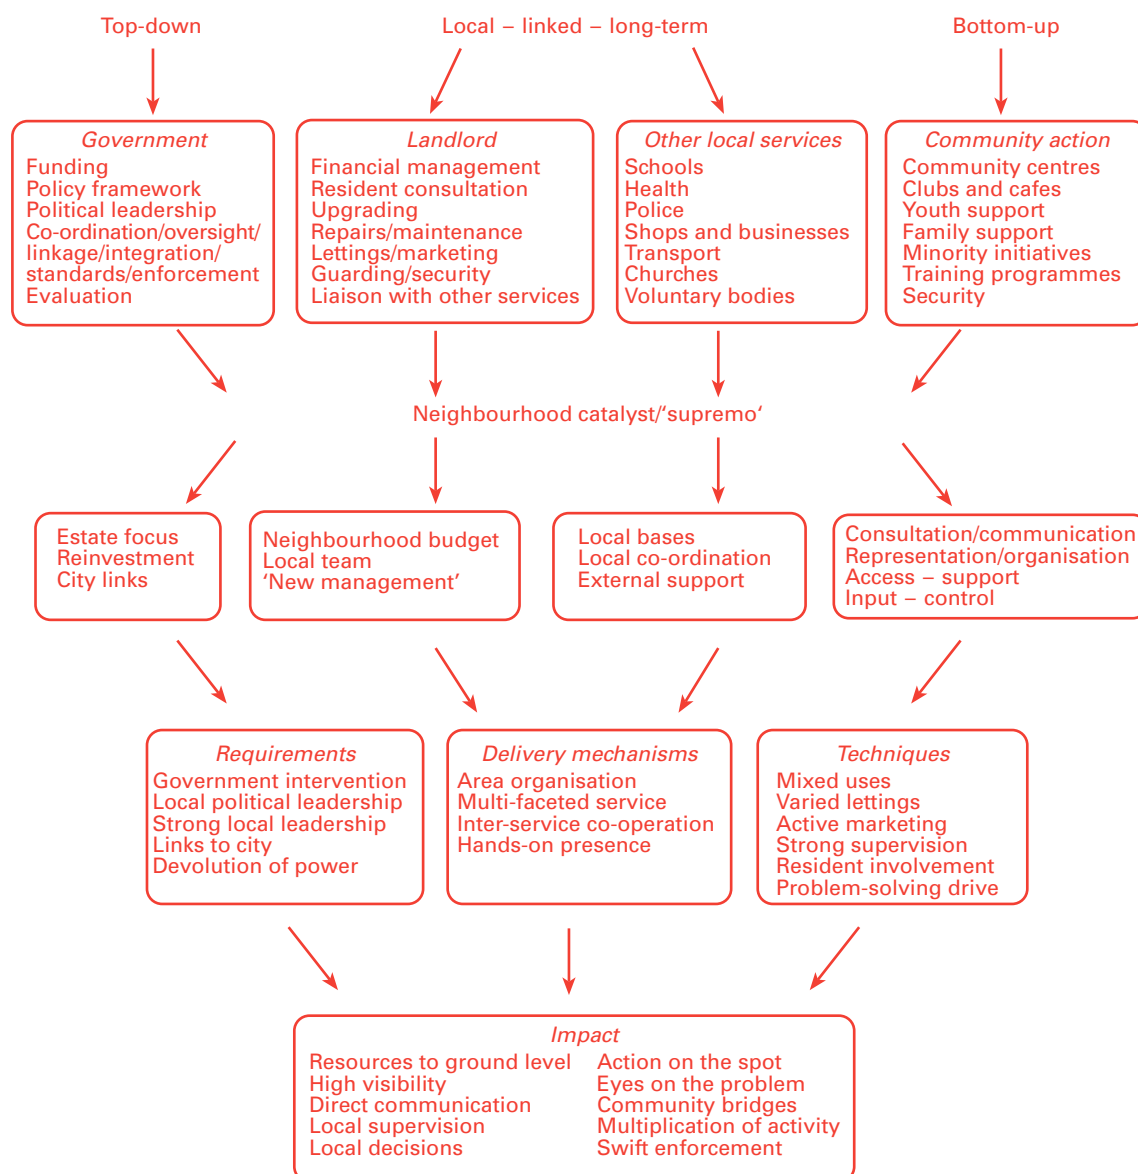 Top-down
Local – linked – long-term
Bottom-up
Government
Funding
Policy framework
Political leadership
Co-ordination/oversight/
linkage/integration/
standards/enforcement
Evaluation
Landlord
Financial management
Resident consultation
Upgrading
Repairs/maintenance
Lettings/marketing
Guarding/security
Liaison with other services
Other local services
Schools
Health
Police
Shops and businesses
Transport
Churches
Voluntary bodies
Community action
Community centres
Clubs and cafes
Youth support
Family support
Minority initiatives
Training programmes
Security
Neighbourhood catalyst/‘supremo‘
Estate focus
Reinvestment
City links
Neighbourhood budget
Local team
‘New management’
Local bases
Local co-ordination
External support
Consultation/communication
Representation/organisation
Access – support
Input – control
Requirements
Government intervention
Local political leadership
Strong local leadership
Links to city
Devolution of power
Delivery mechanisms
Area organisation
Multi-faceted service
Inter-service co-operation
Hands-on presence
Techniques
Mixed uses
Varied lettings
Active marketing
Strong supervision
Resident involvement
Problem-solving drive
Impact
Resources to ground level
High visibility
Direct communication
Local supervision
Local decisions
Action on the spot
Eyes on the problem
Community bridges
Multiplication of activity
Swift enforcement